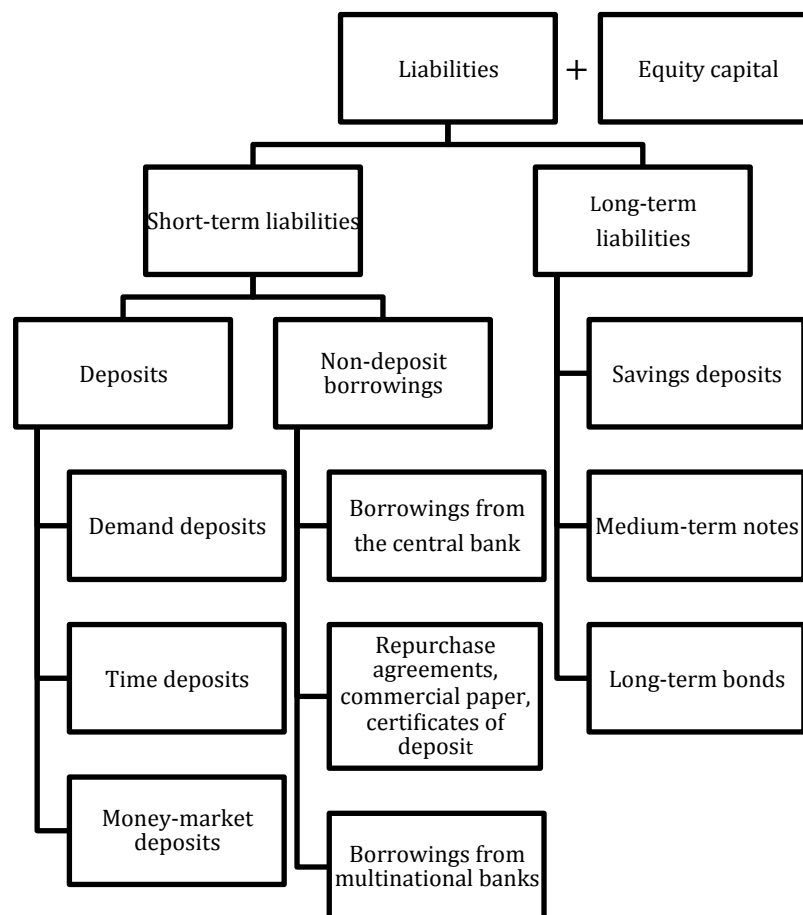 Liabilities
+
Equity capital
Short-term liabilities
Long-term
liabilities
Deposits
Non-deposit
borrowings
Savings deposits
Demand deposits
Borrowings from
the central bank
Medium-term notes
Time deposits
Repurchase
agreements,
commercial paper,
certificates of
deposit
Long-term bonds
Money-market
deposits
Borrowings from
multinational banks